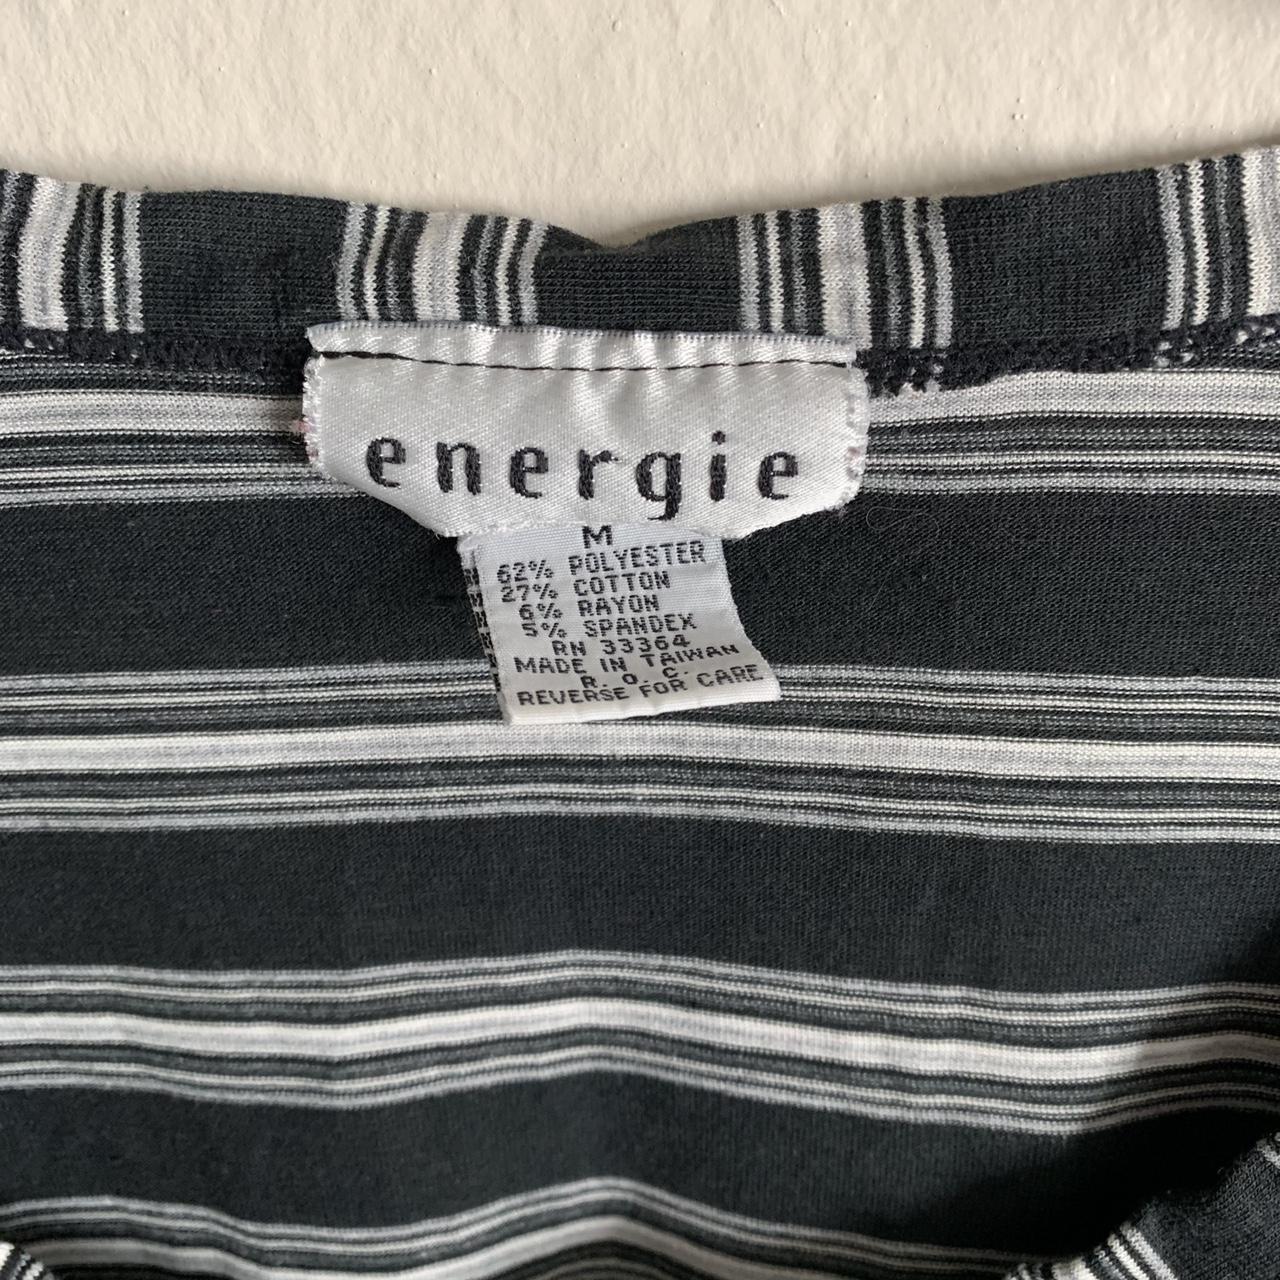 energie
M
62% POLYESTER
27% COTTON
6% RAYON
5% SPANDEX
RN 33364
MADE IN TAIWAN
R. O. C.
REVERSE FOR CARE